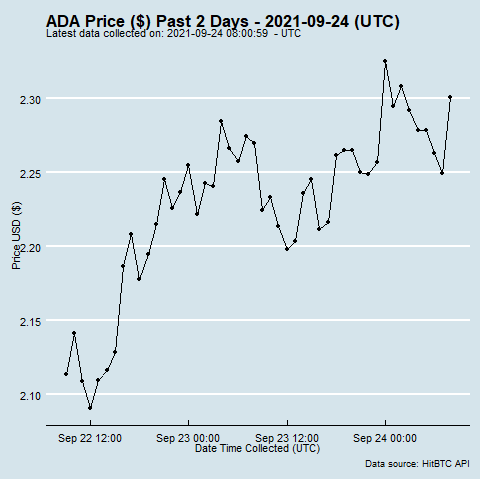 ADA Price ($) Past 2 Days - 2021-09-24 (UTC)
Latest data collected on: 2021-09-24 08:00:59 - UTC
Price USD ($)
2.30
2.25
2.20
2.15
2.10
Sep 22 12:00 Sep 23 00:00 Sep 23 12:00 Sep 24 00:00
Date Time Collected (UTC)
Data source: HitBTC API